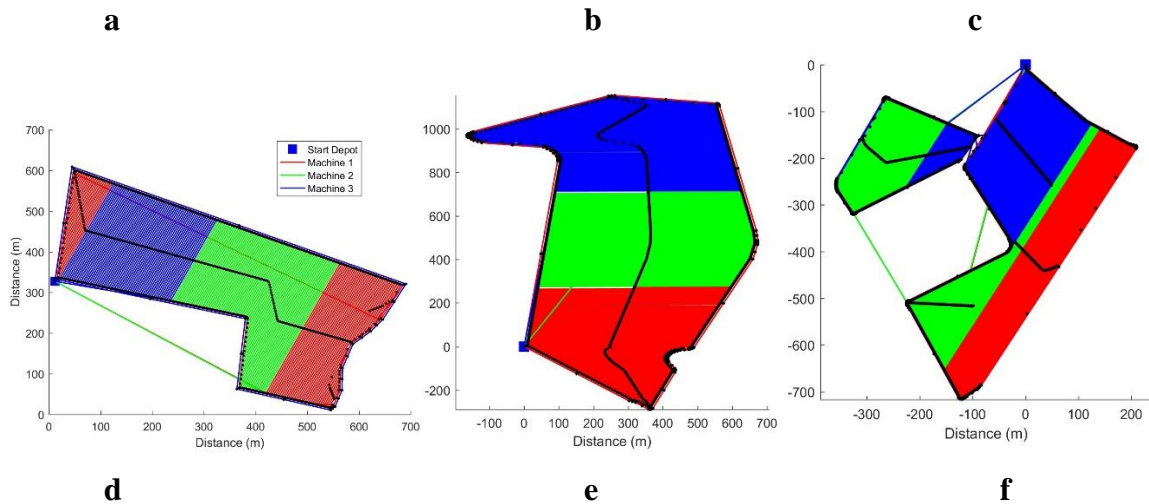 a b c
700
600
500
400
300
200
100
0
Distance (m)
0 100 200 300 400 500 600 700
Distance (m)
Start Depot
Machine 1
Machine 2
Machine 3
1000
800
600
400
200
0
-200
-100 0 100 200 300 400 500 600 700
Distance (m)
0
-100
-200
-300
-400
-500
-600
-700
-300 -200 -100 0 100 200
Distance (m)
d e f